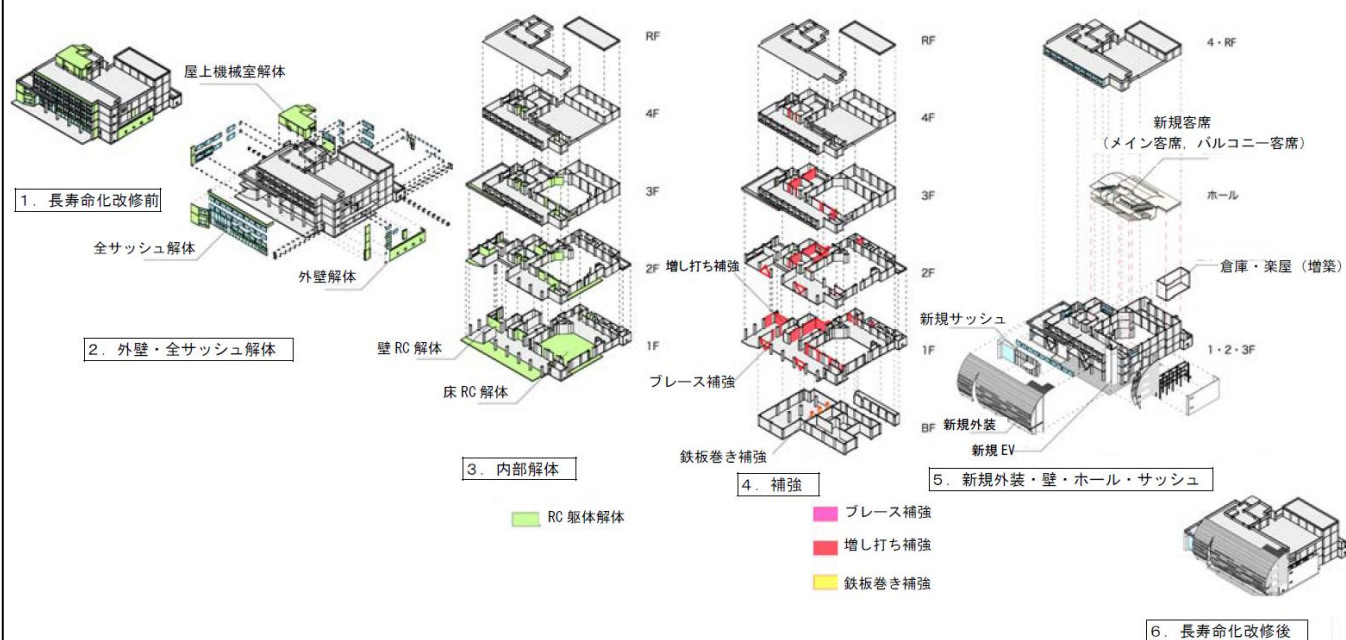 1．長寿命化改修前
屋上機械室解体
全サッシュ解体
外壁解体
2．外壁・全サッシュ解体
RF
4F
3F
2F
1F
壁 RC 解体
床 RC 解体
3．内部解体
RC 躯体解体
RF
4F
3F
2F
1F
BF
増し打ち補強
ブレース補強
鉄板巻き補強
4．補強
ブレース補強
増し打ち補強
鉄板巻き補強
4・RF
新規客席
（メイン客席，バルコニー客席）
ホール
倉庫・楽屋（増築）
新規サッシュ
1・2・3F
新規外装
新規 EV
5．新規外装・壁・ホール・サッシュ
6．長寿命化改修後